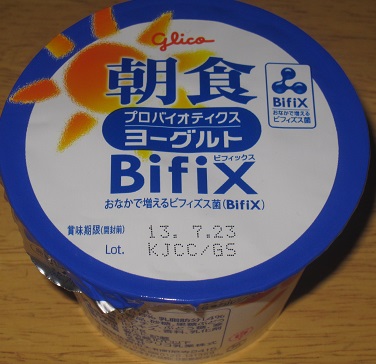 Glico
朝食
プロバイオティクス
ヨーグルト
ビフィックス
BifiX
おなかで増えるビフィズス菌(BifiX)
BifiX
おなかで増える
ビフィズス菌
賞味期限(開封前) 13. 7.23
Lot. KJCC/GS